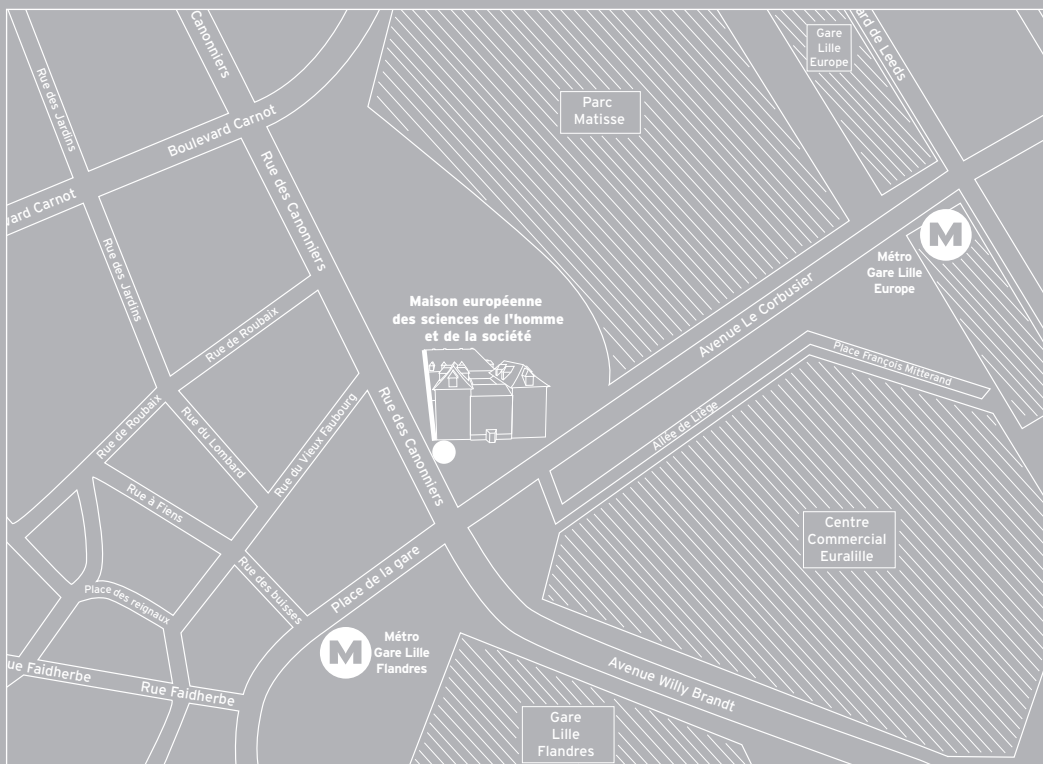 Canonniers
Gare
Lille
Europe
ard de Leeds
Rue des Jardins
Parc
Matisse
Boulevard Carnot
vard Carnot
Rue des Canonniers
Rue des Jardins
M
Métro
Gare Lille
Europe
Maison européenne
des sciences de l'homme
et de la société
Avenue Le Corbusier
Rue de Roubaix
Place François Mitterand
Rue des Canonniers
Rue de Roubaix
Rue du Lombard
Rue du Vieux Faubourg
Allée de Liège
Rue à Fiens
Centre
Commercial
Euralille
Place de la gare
Rue des buisses
Place des reignaux
M
Métro
Gare Lille
Flandres
ue Faidherbe
Rue Faidherbe
Avenue Willy Brandt
Gare
Lille
Flandres